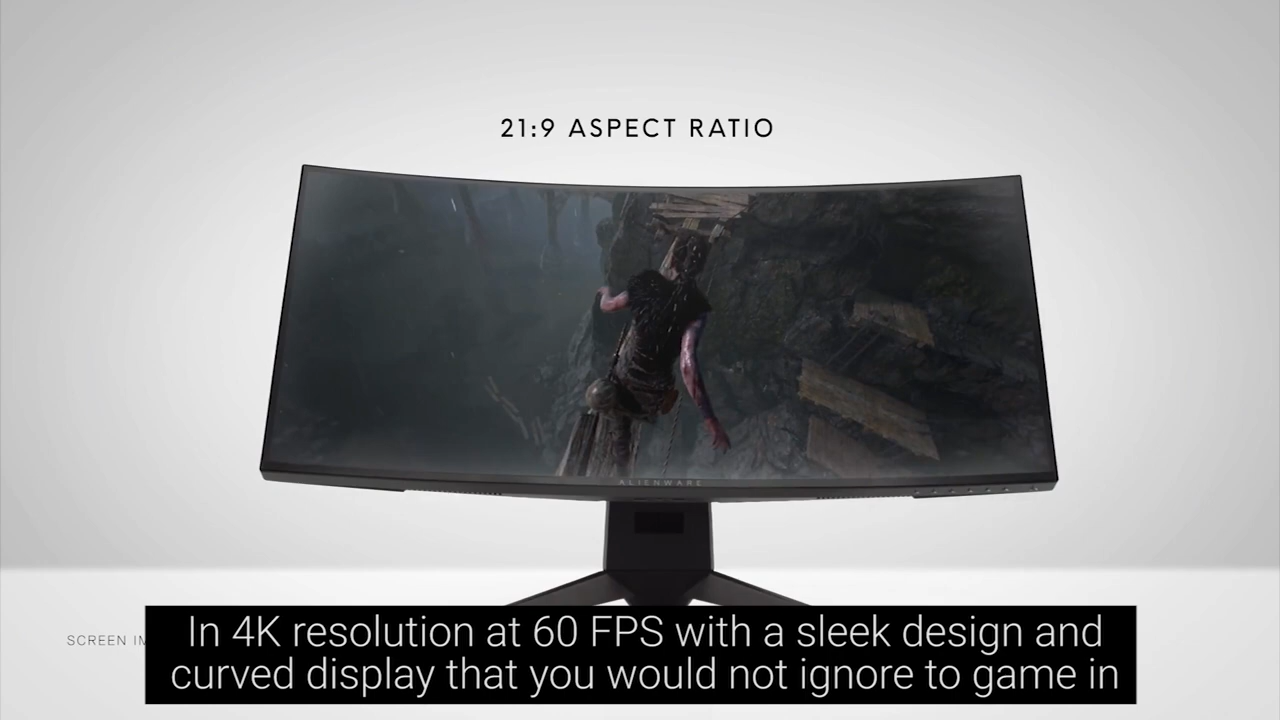 21:9 ASPECT RATIO
ALIENWARE
SCREEN
In 4K resolution at 60 FPS with a sleek design and
curved display that you would not ignore to game in